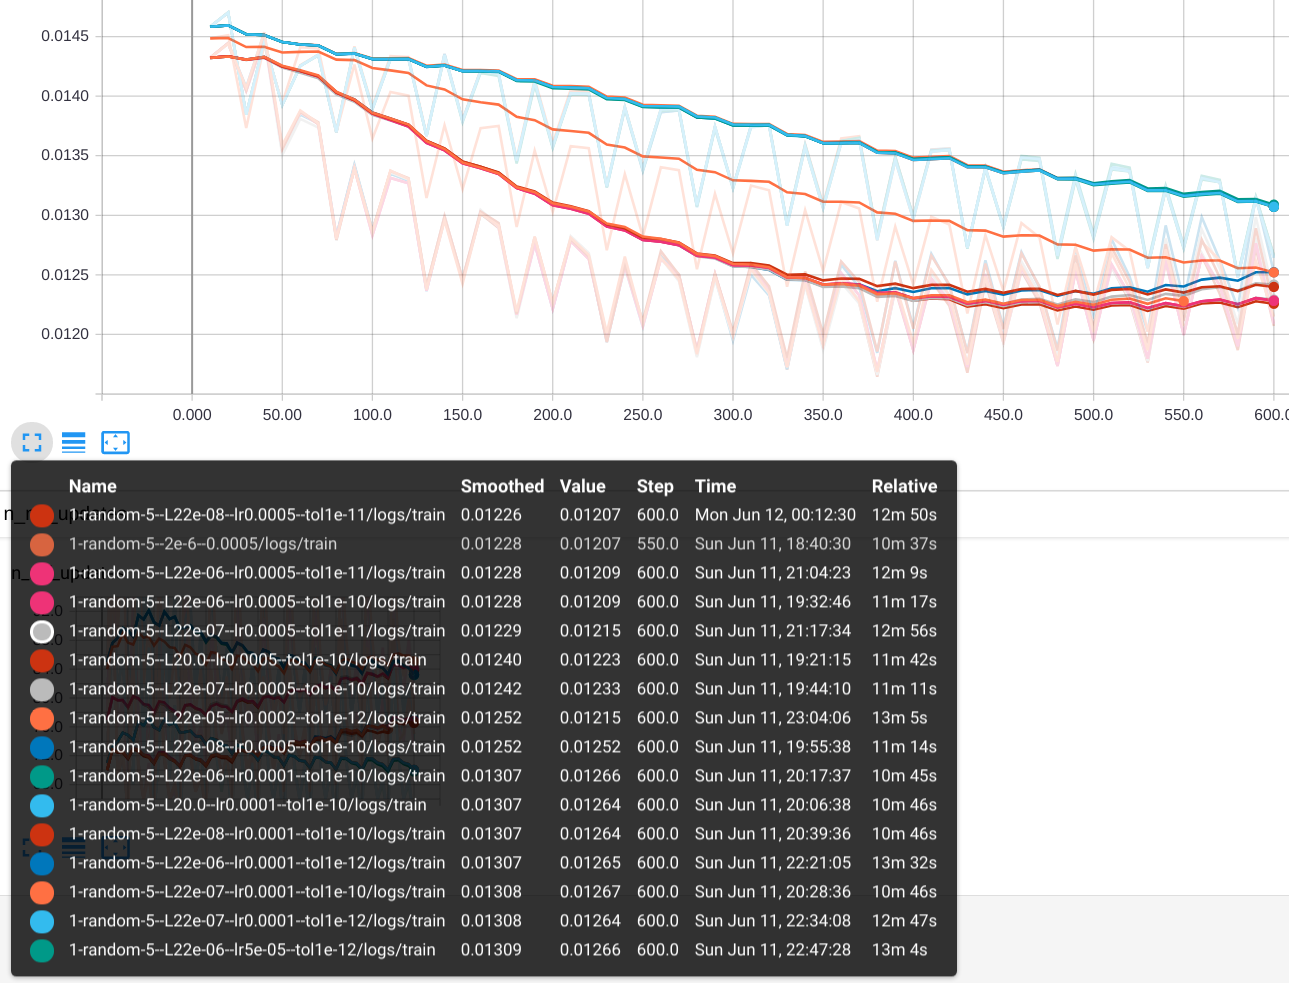 0.0145
0.0140
0.0135
0.0130
0.0125
0.0120
0.000 50.00 100.0 150.0 200.0 250.0 300.0 350.0 400.0 450.0 500.0 550.0 600.0
Name Smoothed Value Step Time Relative
1-random-5--L22e-08--lr0.0005--tol1e-11/logs/train 0.01226 0.01207 600.0 Mon Jun 12, 00:12:30 12m 50s
1-random-5--2e-6--0.0005/logs/train 0.01228 0.01207 550.0 Sun Jun 11, 18:40:30 10m 37s
1-random-5--L22e-06--lr0.0005--tol1e-11/logs/train 0.01228 0.01209 600.0 Sun Jun 11, 21:04:23 12m 9s
1-random-5--L22e-06--lr0.0005--tol1e-10/logs/train 0.01228 0.01209 600.0 Sun Jun 11, 19:32:46 11m 17s
1-random-5--L22e-07--lr0.0005--tol1e-11/logs/train 0.01229 0.01215 600.0 Sun Jun 11, 21:17:34 12m 56s
1-random-5--L20.0--lr0.0005--tol1e-10/logs/train 0.01240 0.01223 600.0 Sun Jun 11, 19:21:15 11m 42s
1-random-5--L22e-07--lr0.0005--tol1e-10/logs/train 0.01242 0.01233 600.0 Sun Jun 11, 19:44:10 11m 11s
1-random-5--L22e-05--lr0.0002--tol1e-12/logs/train 0.01252 0.01215 600.0 Sun Jun 11, 23:04:06 13m 5s
1-random-5--L22e-08--lr0.0005--tol1e-10/logs/train 0.01252 0.01252 600.0 Sun Jun 11, 19:55:38 11m 14s
1-random-5--L22e-06--lr0.0001--tol1e-10/logs/train 0.01307 0.01266 600.0 Sun Jun 11, 20:17:37 10m 45s
1-random-5--L20.0--lr0.0001--tol1e-10/logs/train 0.01307 0.01264 600.0 Sun Jun 11, 20:06:38 10m 46s
1-random-5--L22e-08--lr0.0001--tol1e-10/logs/train 0.01307 0.01264 600.0 Sun Jun 11, 20:39:36 10m 46s
1-random-5--L22e-06--lr0.0001--tol1e-12/logs/train 0.01307 0.01265 600.0 Sun Jun 11, 22:21:05 13m 32s
1-random-5--L22e-07--lr0.0001--tol1e-10/logs/train 0.01308 0.01267 600.0 Sun Jun 11, 20:28:36 10m 46s
1-random-5--L22e-07--lr0.0001--tol1e-12/logs/train 0.01308 0.01264 600.0 Sun Jun 11, 22:34:08 12m 47s
1-random-5--L22e-06--lr5e-05--tol1e-12/logs/train 0.01309 0.01266 600.0 Sun Jun 11, 22:47:28 13m 4s